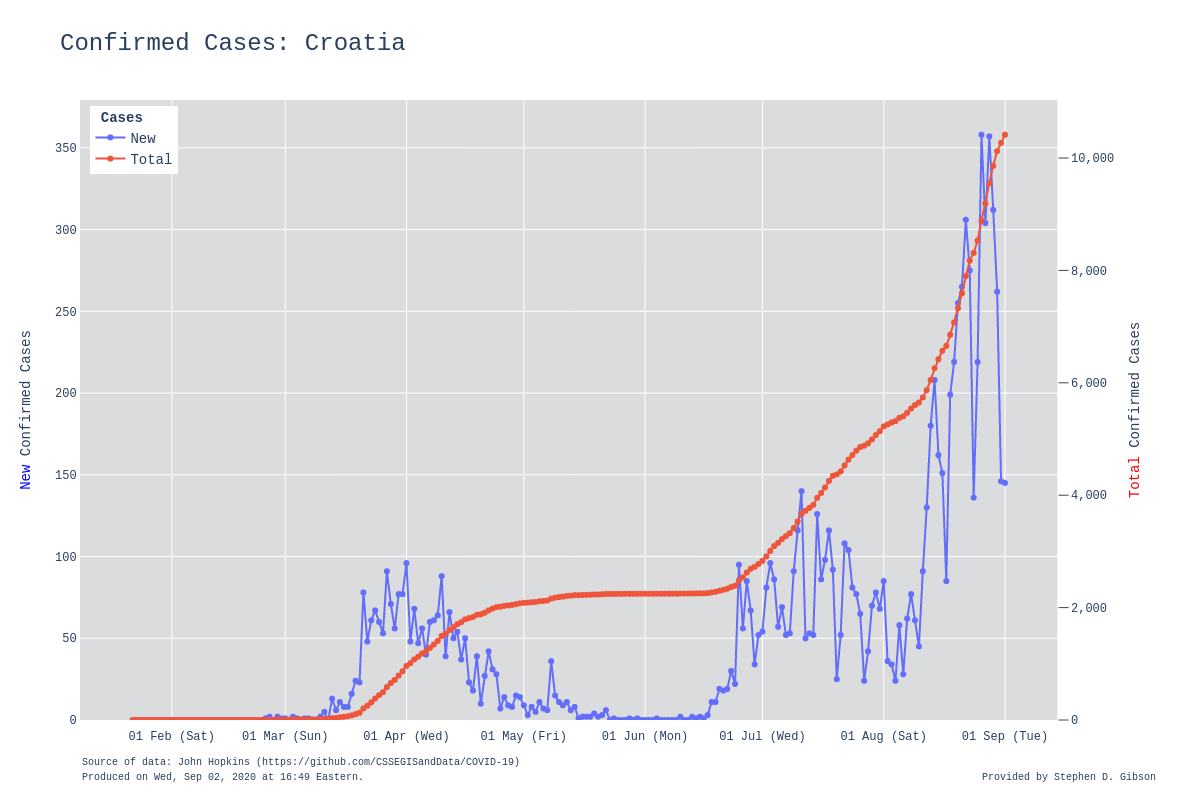 Confirmed Cases: Croatia
Cases
New
Total
350
300
250
200
150
100
50
0
10,000
8,000
6,000
4,000
2,000
0
New Confirmed Cases
Total Confirmed Cases
01 Feb (Sat)
01 Mar (Sun)
01 Apr (Wed)
01 May (Fri)
01 Jun (Mon)
01 Jul (Wed)
01 Aug (Sat)
01 Sep (Tue)
Source of data: John Hopkins (https://github.com/CSSEGISandData/COVID-19)
Produced on Wed, Sep 02, 2020 at 16:49 Eastern.
Provided by Stephen D. Gibson